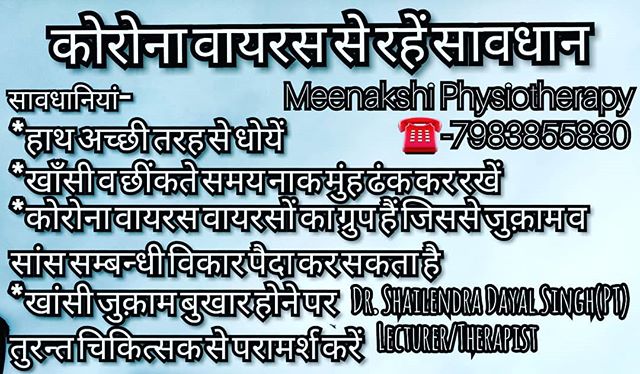 कोरोना वायरस से रहें सावधान
सावधानियां-
Meenakshi Physiotherapy
*हाथ अच्छी तरह से धोयें
☎️-7983855880
*खाँसी व छींकते समय नाक मुंह ढंक कर रखें
*कोरोना वायरस वायरसों का ग्रुप हैं जिससे जुक़ाम व
सांस सम्बन्धी विकार पैदा कर सकता है
*खांसी जुक़ाम बुखार होने पर
Dr. Shailendra Dayal Singh(PT)
तुरन्त चिकित्सक से परामर्श करें
Lecturer/Therapist